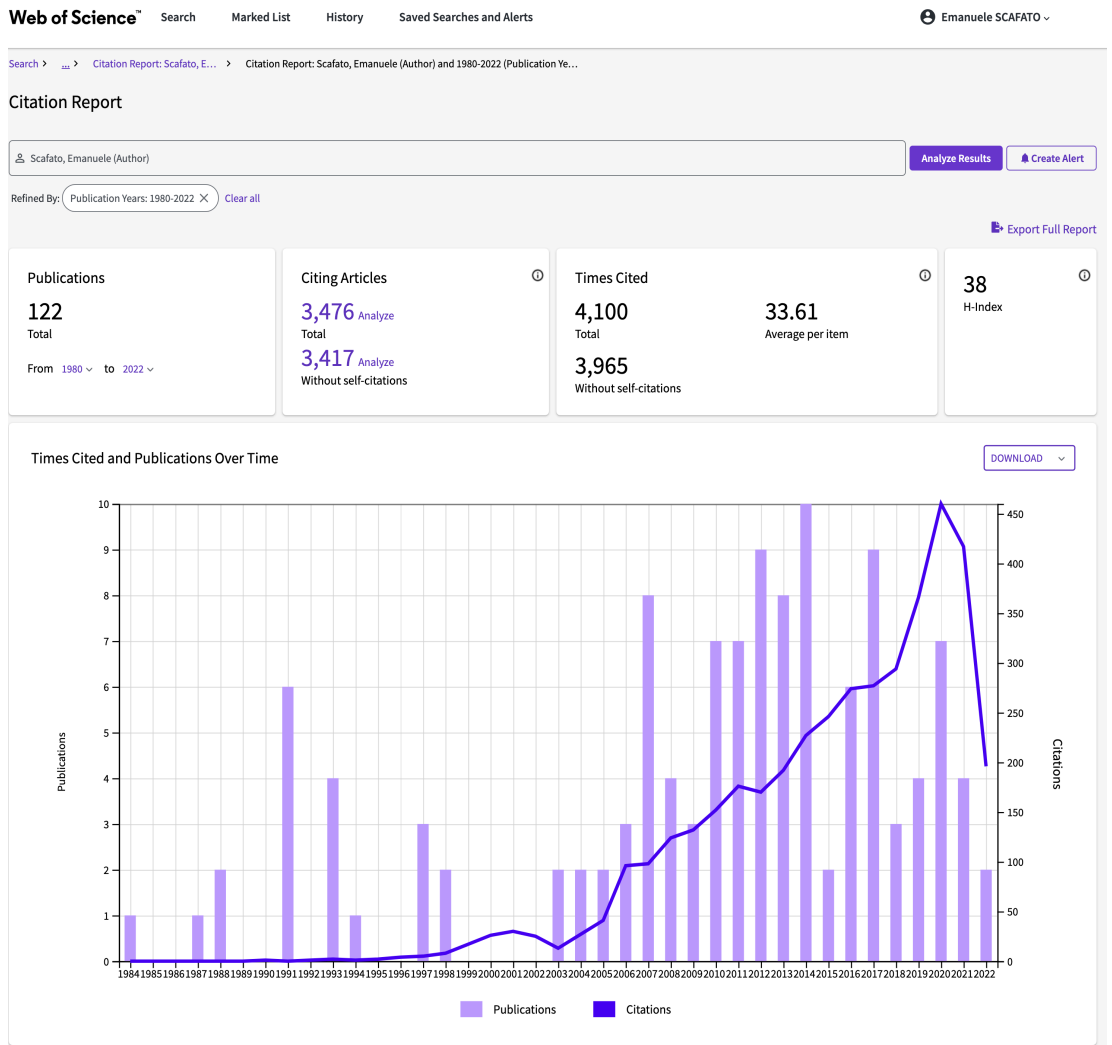 Web of Science™ Search Marked List History Saved Searches and Alerts Emanuele SCAFATO
Search > ... > Citation Report: Scafato, E... > Citation Report: Scafato, Emanuele (Author) and 1980-2022 (Publication Ye...
Citation Report
Scafato, Emanuele (Author) Analyze Results Create Alert
Refined By: Publication Years: 1980-2022 Clear all
Export Full Report
Publications
122
Total
From 1980 to 2022
Citing Articles
3,476 Analyze
Total
3,417 Analyze
Without self-citations
Times Cited
4,100
Total
33.61
Average per item
3,965
Without self-citations
38
H-Index
Times Cited and Publications Over Time DOWNLOAD
Publications
10
9
8
7
6
5
4
3
2
1
0
450
400
350
300
250
200
150
100
50
0
Citations
1984 1985 1986 1987 1988 1989 1990 1991 1992 1993 1994 1995 1996 1997 1998 1999 2000 2001 2002 2003 2004 2005 2006 2007 2008 2009 2010 2011 2012 2013 2014 2015 2016 2017 2018 2019 2020 2021 2022
Publications Citations